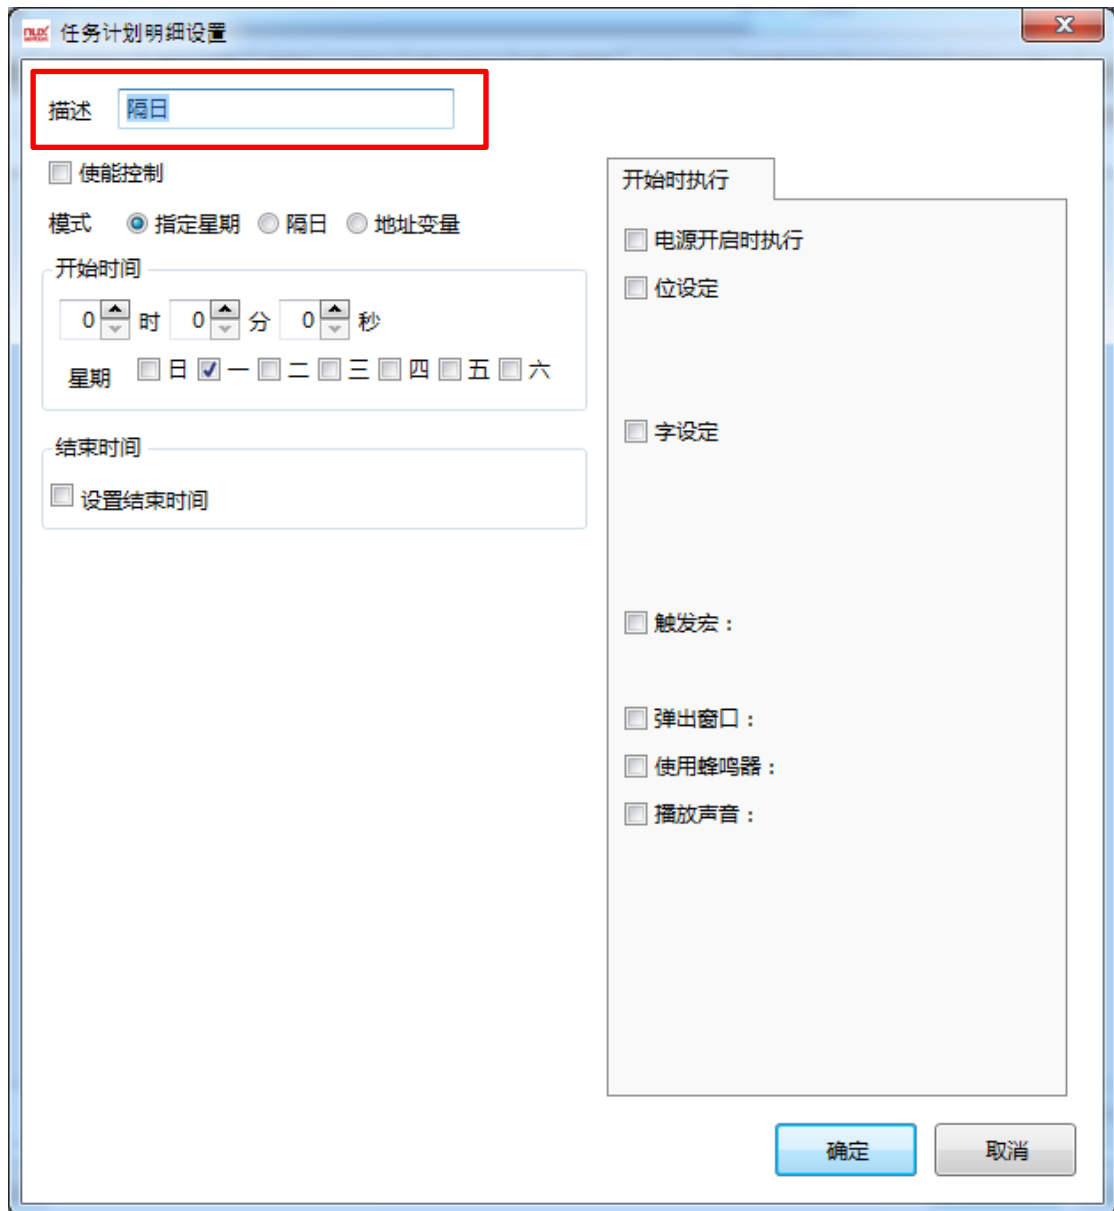 任务计划明细设置
描述 隔日
使能控制
模式 指定星期 隔日 地址变量
开始时间
0 时 0 分 0 秒
星期 日 一 二 三 四 五 六
结束时间
设置结束时间
开始时执行
电源开启时执行
位设定
字设定
触发宏：
弹出窗口：
使用蜂鸣器：
播放声音：
确定 取消